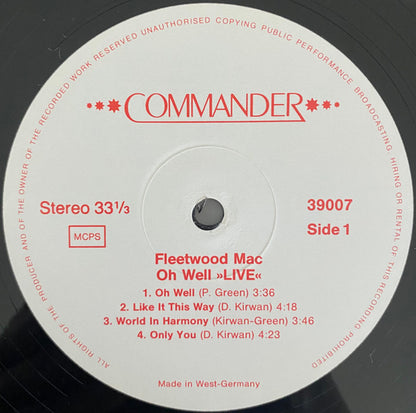 ALL RIGHTS OF THE PRODUCER AND OF THE OWNER OF THE RECORDED WORK RESERVED UNAUTHORISED COPYING PUBLIC PERFORMANCE BROADCASTING, HIRING OR RENTAL OF THIS RECORDING PROHIBITED
COMMANDER
Stereo 33⅓
39007
MCPS
Side 1
Fleetwood Mac
Oh Well »LIVE«
1. Oh Well (P. Green) 3:36
2. Like It This Way (D. Kirwan) 4:18
3. World In Harmony (Kirwan-Green) 3:46
4. Only You (D. Kirwan) 4:23
Made in West-Germany